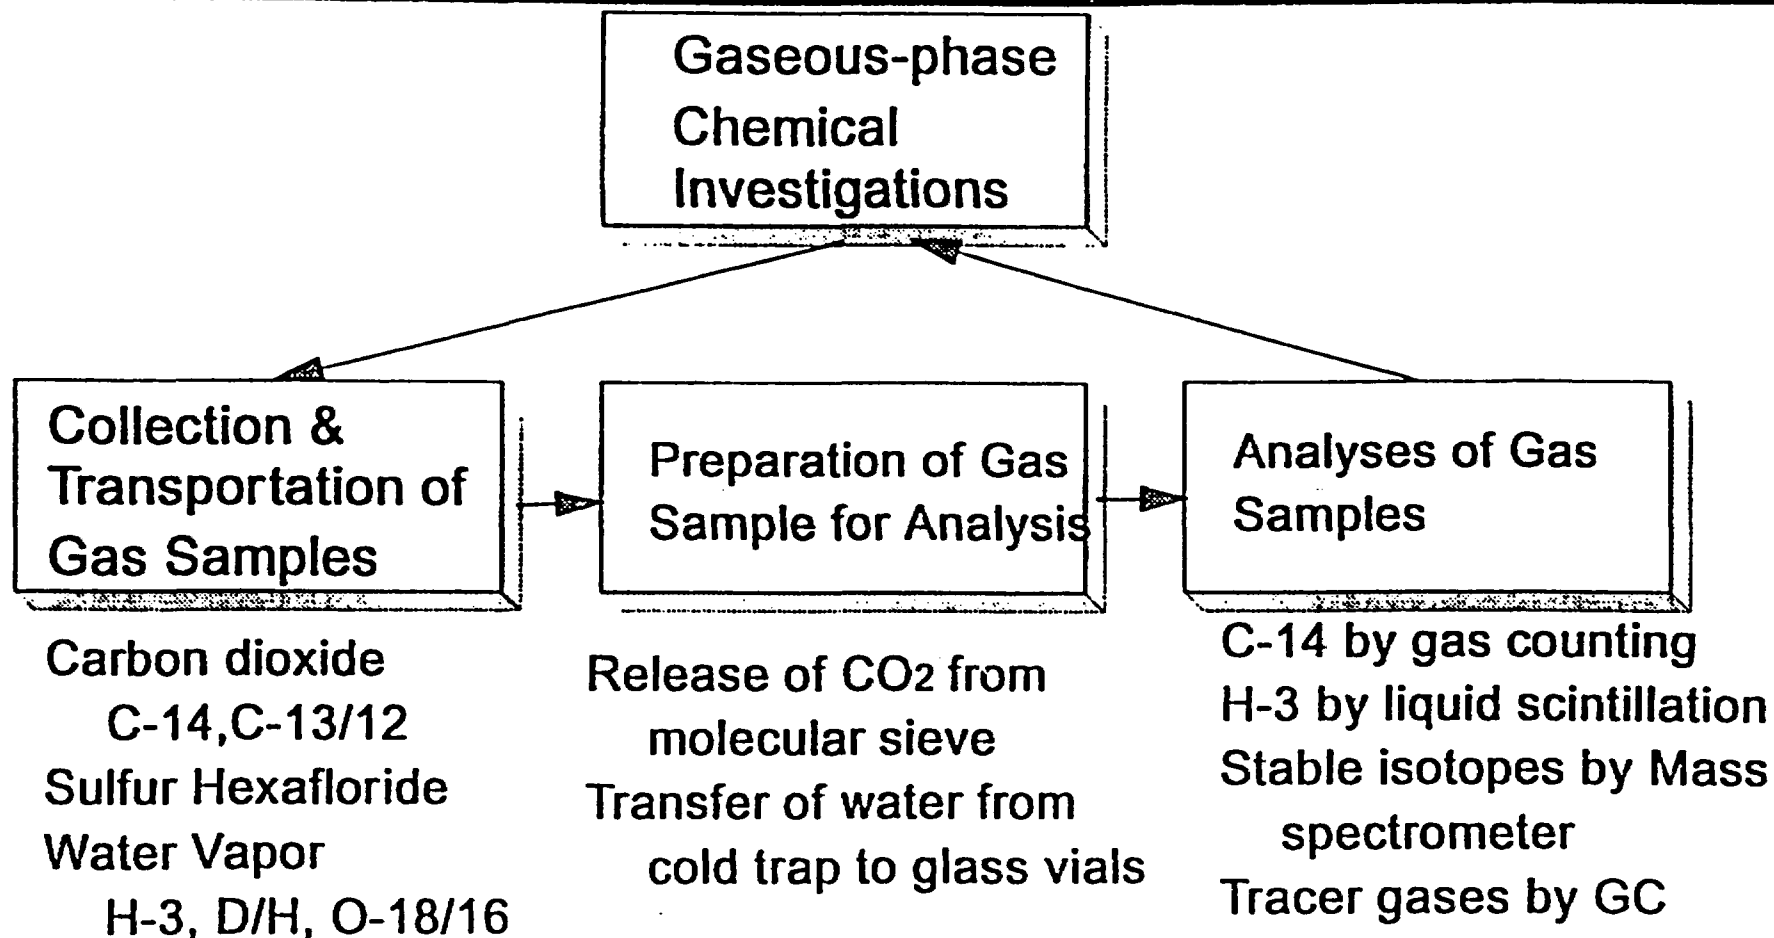 Gaseous-phase
Chemical
Investigations
Collection &
Transportation of
Gas Samples
Carbon dioxide
C-14,C-13/12
Sulfur Hexafloride
Water Vapor
H-3, D/H, O-18/16
Preparation of Gas
Sample for Analysis
Release of CO2 from
molecular sieve
Transfer of water from
cold trap to glass vials
Analyses of Gas
Samples
C-14 by gas counting
H-3 by liquid scintillation
Stable isotopes by Mass
spectrometer
Tracer gases by GC